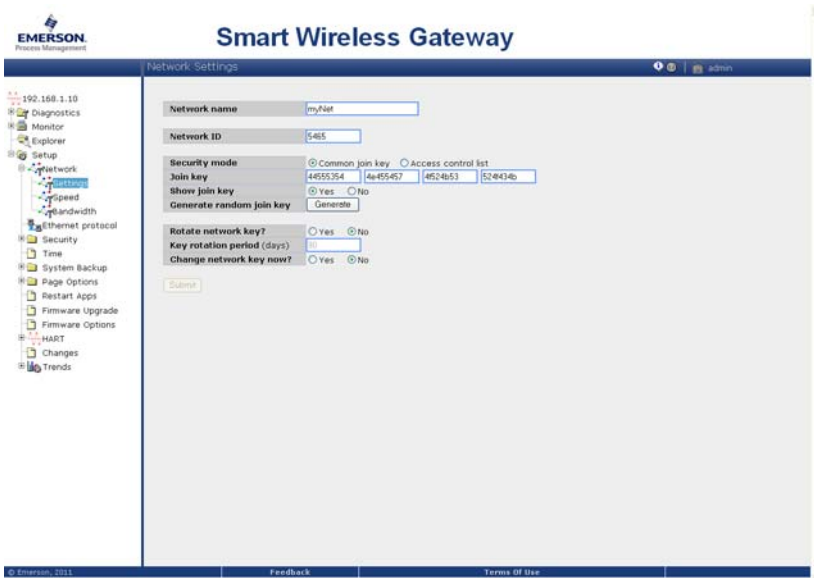 EMERSON.
Process Management
Smart Wireless Gateway
Network Settings
admin
192.168.1.10
Diagnostics
Monitor
Explorer
Setup
Network
Settings
Speed
Bandwidth
Ethernet protocol
Security
Time
System Backup
Page Options
Restart Apps
Firmware Upgrade
Firmware Options
HART
Changes
Trends
Network name myNet
Network ID 5465
Security mode Common join key Access control list
Join key 44555354 4e455457 4f524b53 524f434b
Show join key Yes No
Generate random join key Generate
Rotate network key? Yes No
Key rotation period (days)
Change network key now? Yes No
Submit
© Emerson, 2011 Feedback Terms Of Use